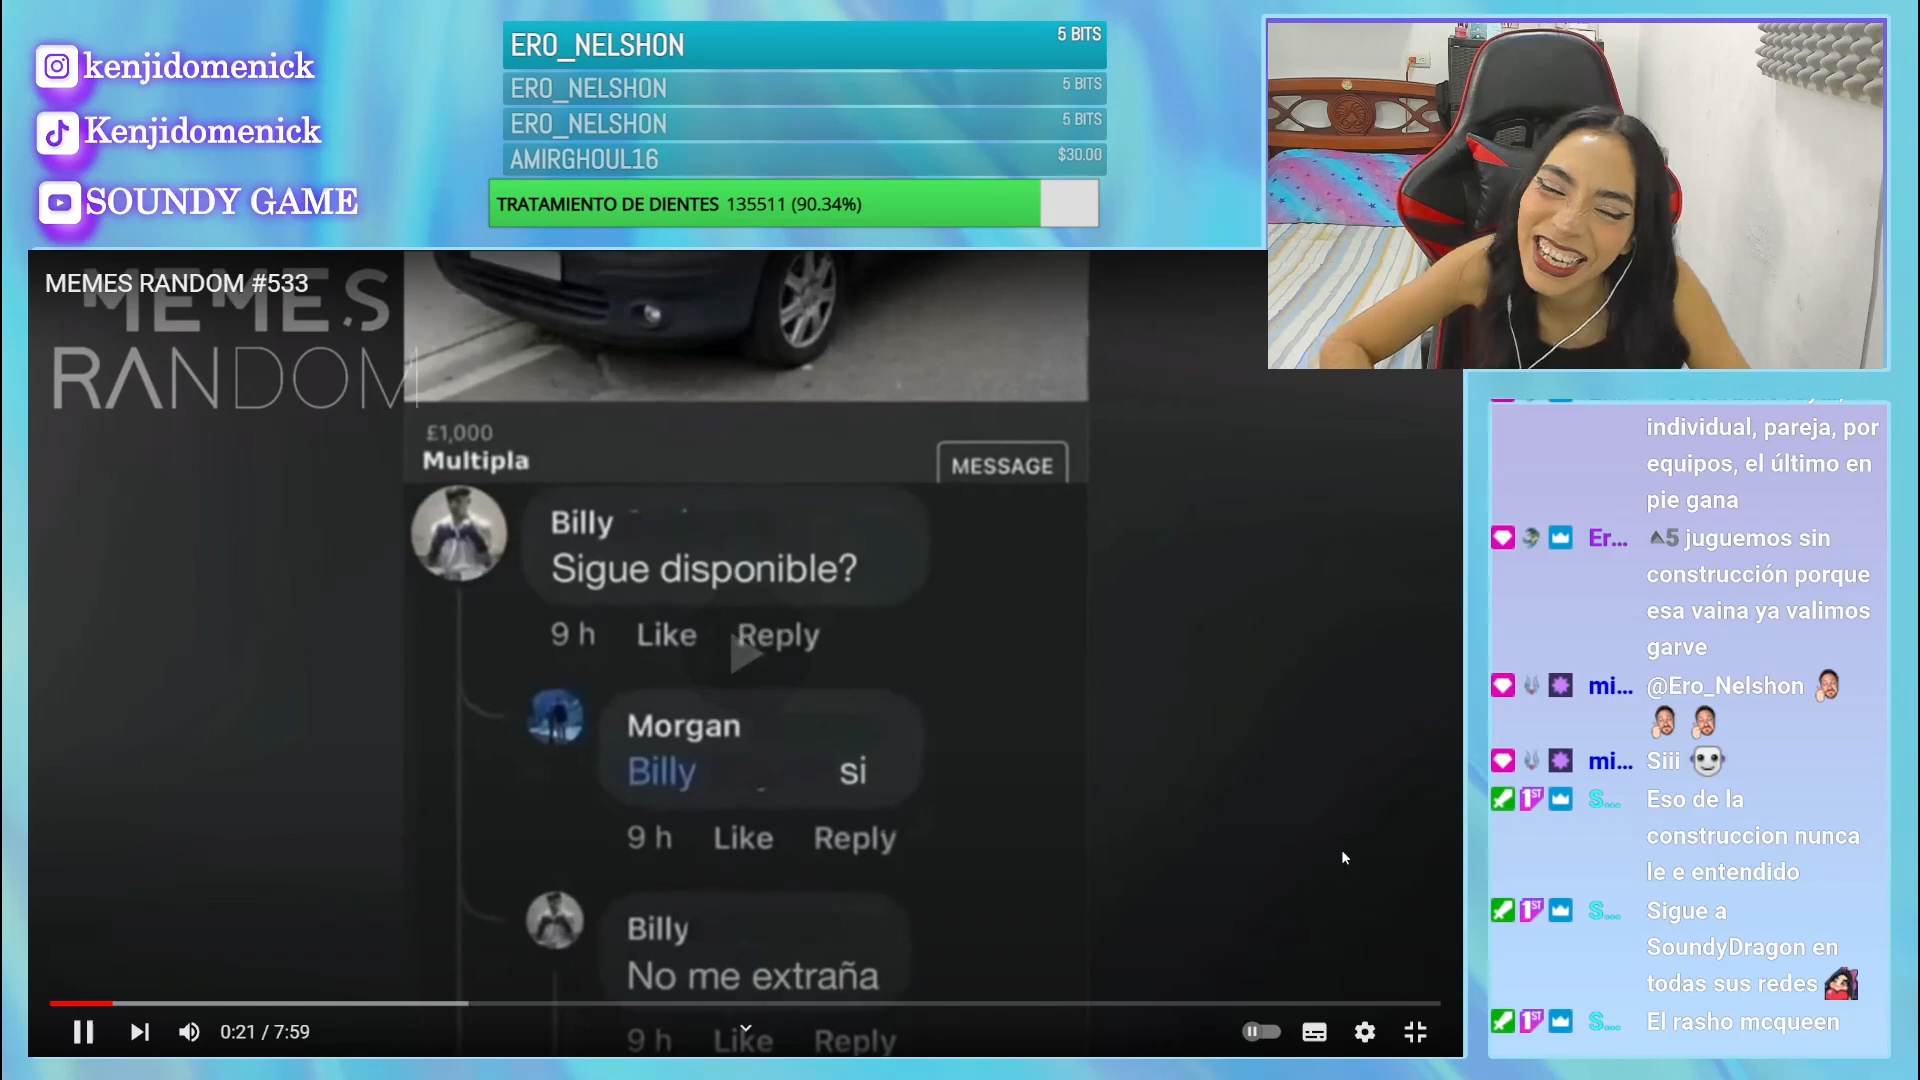 kenjidomenick
Kenjidomenick
SOUNDY GAME
ERO_NELSHON 5 BITS
ERO_NELSHON 5 BITS
ERO_NELSHON 5 BITS
AMIRGHOUL16 $30.00
TRATAMIENTO DE DIENTES 135511 (90.34%)
MEMES RANDOM #533
MEMES
RANDOM
£1,000
Multipla
MESSAGE
Billy
Sigue disponible?
9 h Like Reply
Morgan
Billy si
9 h Like Reply
Billy
No me extraña
9 h Like Reply
0:21 / 7:59
individual, pareja, por
equipos, el último en
pie gana
Er... 5 juguemos sin
construcción porque
esa vaina ya valimos
garve
mi... @Ero_Nelshon
mi... Siii
S... Eso de la
construccion nunca
le e entendido
S... Sigue a
SoundyDragon en
todas sus redes
S... El rasho mcqueen